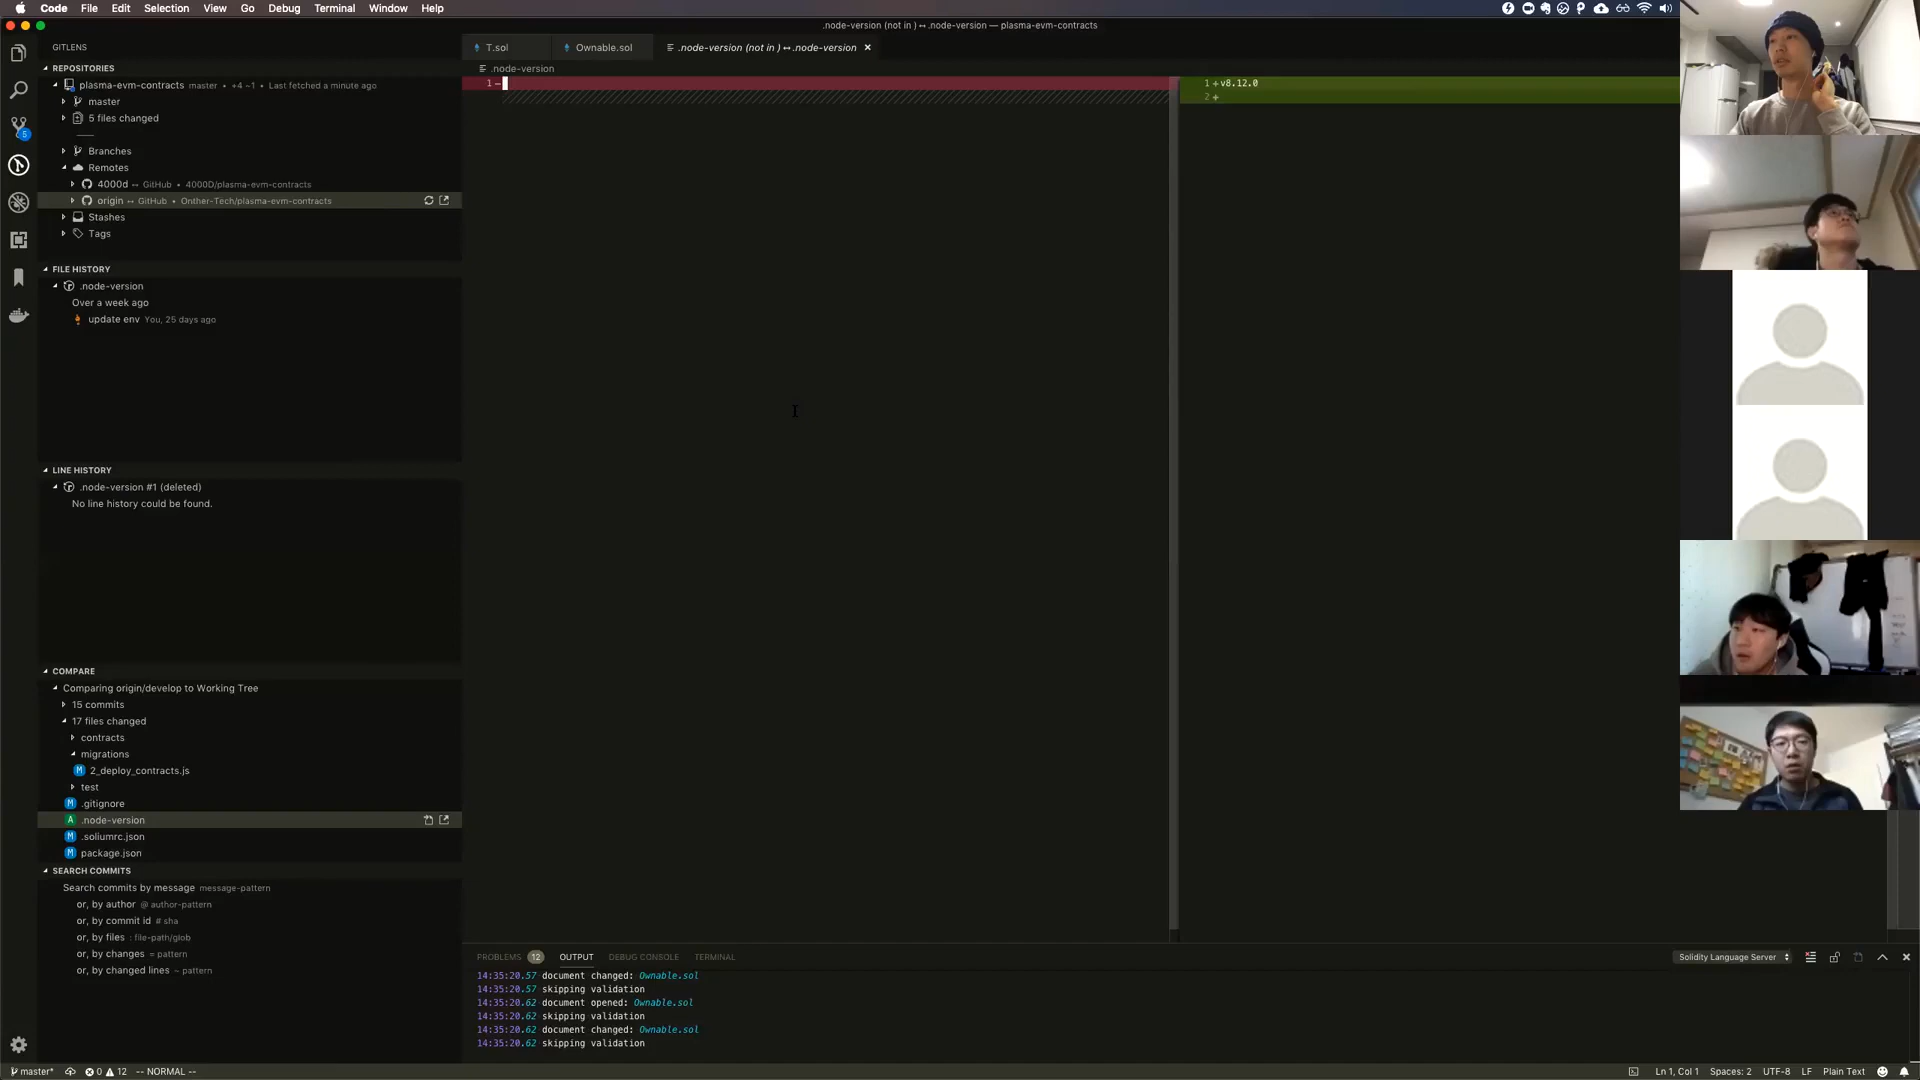 Code File Edit Selection View Go Debug Terminal Window Help
.node-version (not in ) ↔ .node-version — plasma-evm-contracts
GITLENS
T.sol
Ownable.sol
.node-version (not in ) ↔ .node-version
REPOSITORIES
.node-version
plasma-evm-contracts master • +4 ~1 • Last fetched a minute ago
1 −
1 + v8.12.0
2 +
master
5 files changed
Branches
Remotes
4000d ↔ GitHub • 4000D/plasma-evm-contracts
origin ↔ GitHub • Onther-Tech/plasma-evm-contracts
Stashes
Tags
FILE HISTORY
.node-version
Over a week ago
update env You, 25 days ago
LINE HISTORY
.node-version #1 (deleted)
No line history could be found.
COMPARE
Comparing origin/develop to Working Tree
15 commits
17 files changed
contracts
migrations
M 2_deploy_contracts.js
test
M .gitignore
A .node-version
M .soliumrc.json
M package.json
SEARCH COMMITS
Search commits by message message-pattern
or, by author @ author-pattern
or, by commit id # sha
or, by files : file-path/glob
or, by changes = pattern
or, by changed lines ~ pattern
5
PROBLEMS 12 OUTPUT DEBUG CONSOLE TERMINAL
Solidity Language Server
14:35:20.57 document changed: Ownable.sol
14:35:20.57 skipping validation
14:35:20.62 document opened: Ownable.sol
14:35:20.62 skipping validation
14:35:20.62 document changed: Ownable.sol
14:35:20.62 skipping validation
master* 0 12 -- NORMAL --
Ln 1, Col 1 Spaces: 2 UTF-8 LF Plain Text